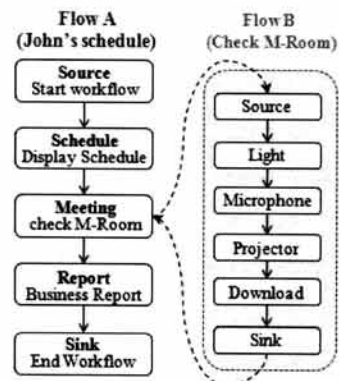 Flow A
(John's schedule)
Source
Start workflow
Schedule
Display Schedule
Meeting
check M-Room
Report
Business Report
Sink
End Workflow
Flow B
(Check M-Room)
Source
Light
Microphone
Projector
Download
Sink